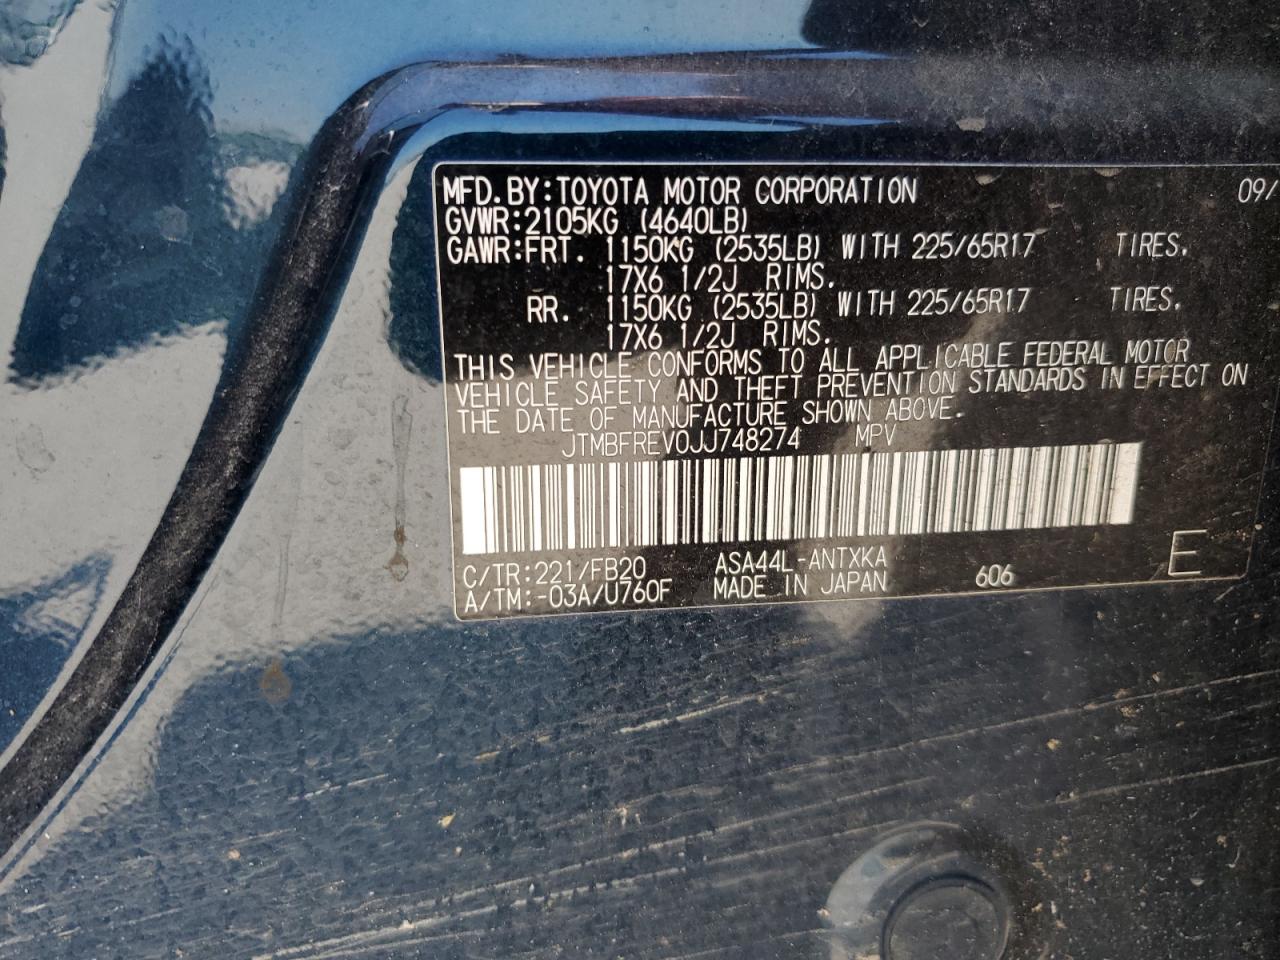 MFD.BY:TOYOTA MOTOR CORPORATION 09/
GVWR:2105KG (4640LB)
GAWR:FRT. 1150KG (2535LB) WITH 225/65R17 TIRES.
17X6 1/2J RIMS.
RR. 1150KG (2535LB) WITH 225/65R17 TIRES.
17X6 1/2J RIMS.
THIS VEHICLE CONFORMS TO ALL APPLICABLE FEDERAL MOTOR
VEHICLE SAFETY AND THEFT PREVENTION STANDARDS IN EFFECT ON
THE DATE OF MANUFACTURE SHOWN ABOVE.
JTMBFREV0JJ748274 MPV
C/TR:221/FB20 ASA44L-ANTXKA
A/TM:-03A/U760F MADE IN JAPAN 606 E